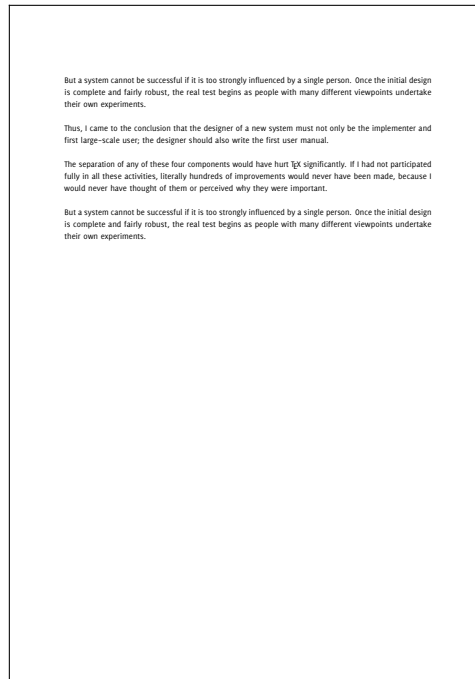 But a system cannot be successful if it is too strongly influenced by a single person. Once the initial design
is complete and fairly robust, the real test begins as people with many different viewpoints undertake
their own experiments.
Thus, I came to the conclusion that the designer of a new system must not only be the implementer and
first large-scale user; the designer should also write the first user manual.
The separation of any of these four components would have hurt TEX significantly. If I had not participated
fully in all these activities, literally hundreds of improvements would never have been made, because I
would never have thought of them or perceived why they were important.
But a system cannot be successful if it is too strongly influenced by a single person. Once the initial design
is complete and fairly robust, the real test begins as people with many different viewpoints undertake
their own experiments.